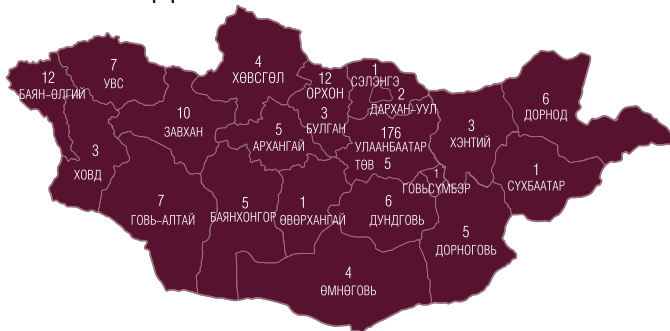 4
ХӨВСГӨЛ
7
УВС
12
БАЯН-ӨЛГИЙ
1
СЭЛЭНГЭ
12
ОРХОН
2
ДАРХАН-УУЛ
6
ДОРНОД
10
ЗАВХАН
3
БУЛГАН
5
АРХАНГАЙ
176
УЛААНБААТАР
ТӨВ 5
3
ХЭНТИЙ
3
ХОВД
1
ГОВЬСҮМБЭР
1
СҮХБААТАР
7
ГОВЬ-АЛТАЙ
5
БАЯНХОНГОР
1
ӨВӨРХАНГАЙ
6
ДУНДГОВЬ
5
ДОРНОГОВЬ
4
ӨМНӨГОВЬ